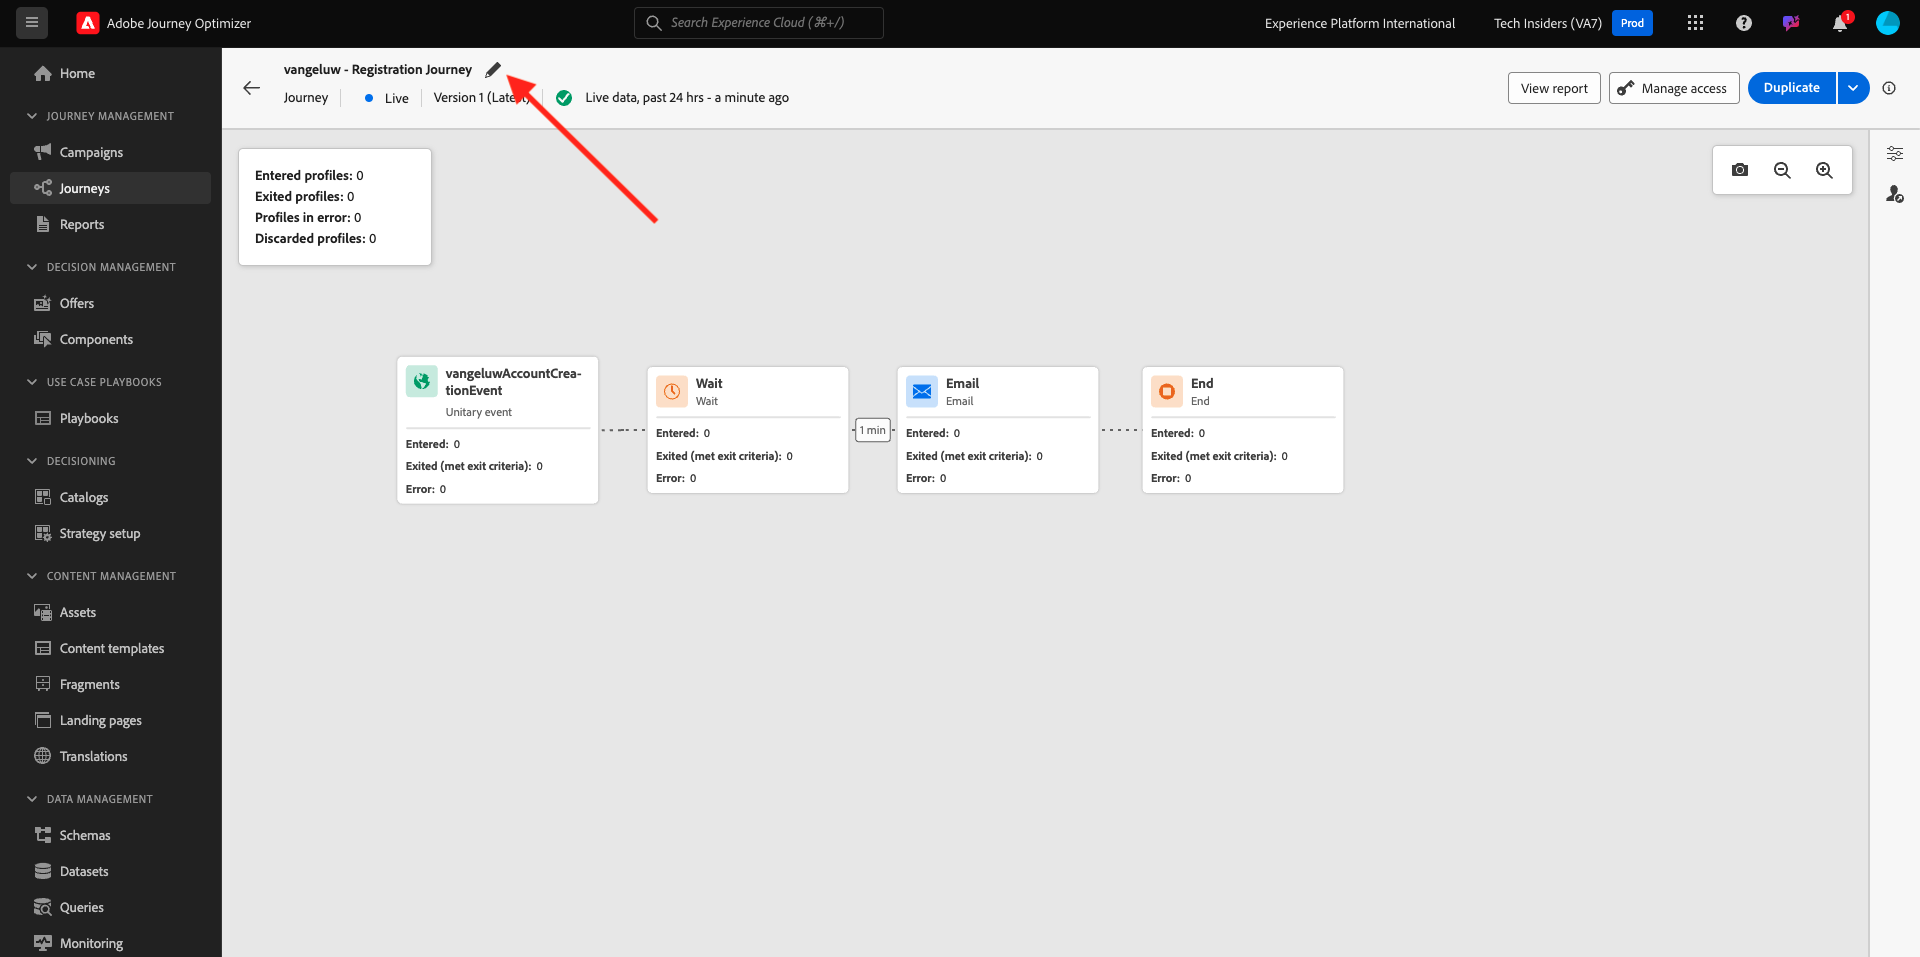 Adobe Journey Optimizer
Search Experience Cloud (⌘+/)
Experience Platform International
Tech Insiders (VA7)
Prod
1
Home
JOURNEY MANAGEMENT
Campaigns
Journeys
Reports
DECISION MANAGEMENT
Offers
Components
USE CASE PLAYBOOKS
Playbooks
DECISIONING
Catalogs
Strategy setup
CONTENT MANAGEMENT
Assets
Content templates
Fragments
Landing pages
Translations
DATA MANAGEMENT
Schemas
Datasets
Queries
Monitoring
vangeluw - Registration Journey
Journey
Live
Version 1 (Latest)
Live data, past 24 hrs - a minute ago
View report
Manage access
Duplicate
Entered profiles: 0
Exited profiles: 0
Profiles in error: 0
Discarded profiles: 0
vangeluwAccountCrea-
tionEvent
Unitary event
Entered: 0
Exited (met exit criteria): 0
Error: 0
Wait
Wait
Entered: 0
Exited (met exit criteria): 0
Error: 0
1 min
Email
Email
Entered: 0
Exited (met exit criteria): 0
Error: 0
End
End
Entered: 0
Exited (met exit criteria): 0
Error: 0